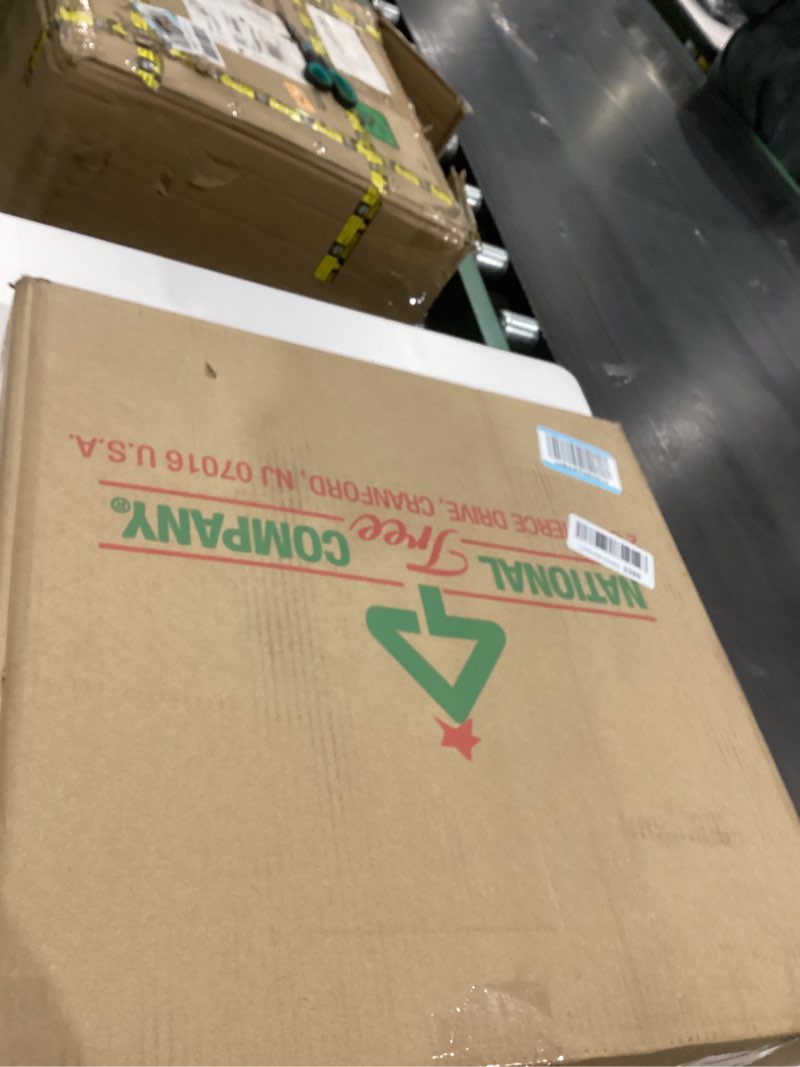 NATIONAL Tree COMPANY®
ERCE DRIVE, CRANFORD, NJ 07016 U.S.A.